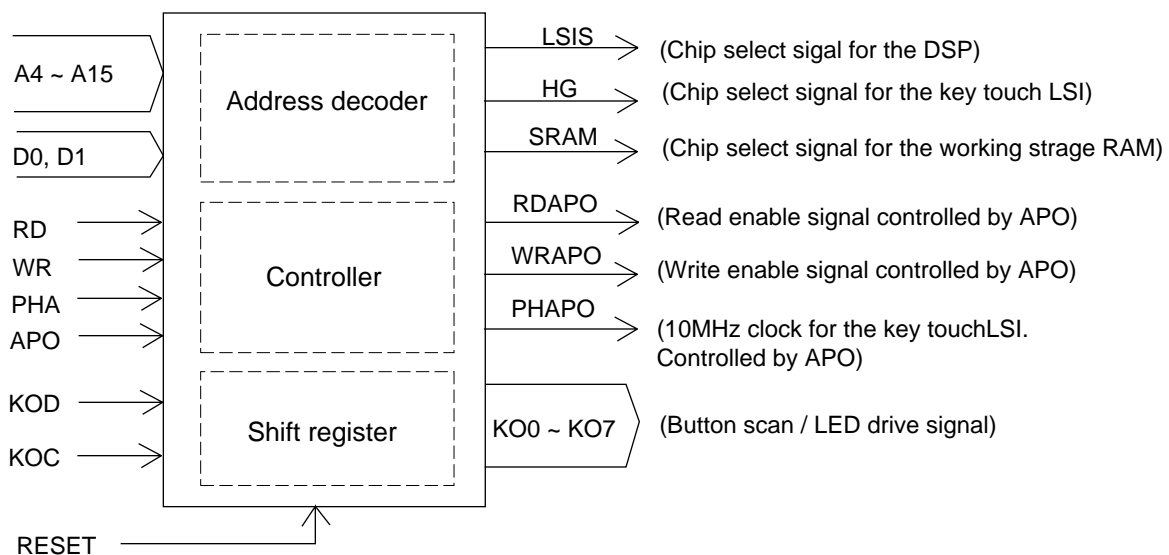 A4 ~ A15
D0, D1
RD
WR
PHA
APO
KOD
KOC
RESET
Address decoder
Controller
Shift register
LSIS
(Chip select sigal for the DSP)
HG
(Chip select signal for the key touch LSI)
SRAM
(Chip select signal for the working strage RAM)
RDAPO
(Read enable signal controlled by APO)
WRAPO
(Write enable signal controlled by APO)
PHAPO
(10MHz clock for the key touchLSI.
Controlled by APO)
KO0 ~ KO7
(Button scan / LED drive signal)